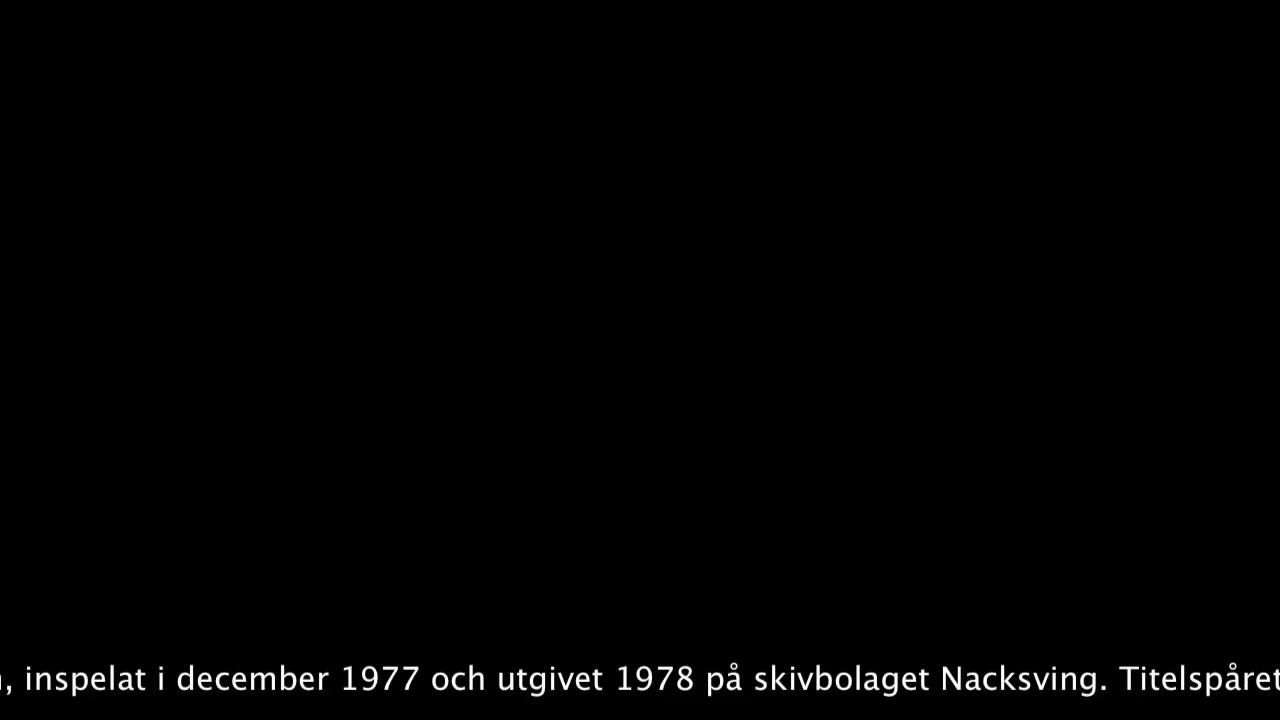 , inspelat i december 1977 och utgivet 1978 på skivbolaget Nacksving. Titelspåret